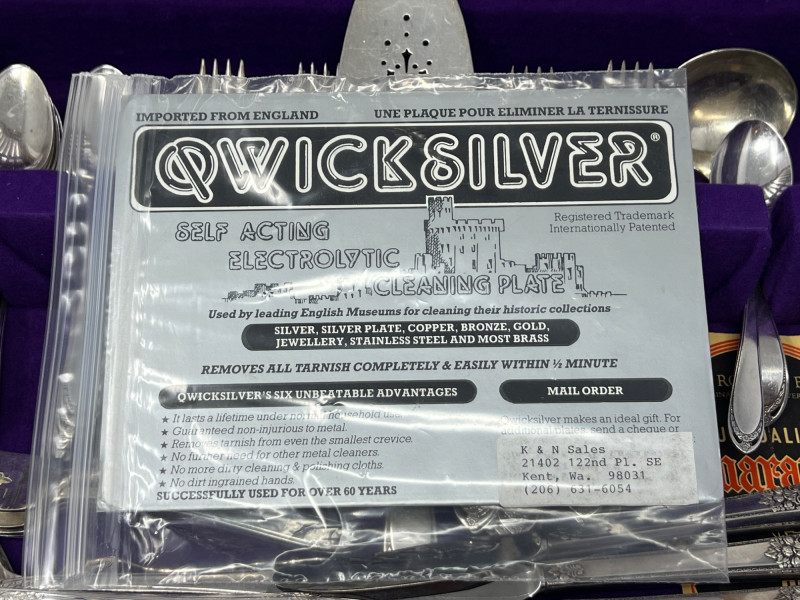 IMPORTED FROM ENGLAND
UNE PLAQUE POUR ELIMINER LA TERNISSURE
QWICKSILVER®
SELF ACTING
ELECTROLYTIC
CLEANING PLATE
Registered Trademark
Internationally Patented
Used by leading English Museums for cleaning their historic collections
SILVER, SILVER PLATE, COPPER, BRONZE, GOLD,
JEWELLERY, STAINLESS STEEL AND MOST BRASS
REMOVES ALL TARNISH COMPLETELY & EASILY WITHIN ½ MINUTE
QWICKSILVER'S SIX UNBEATABLE ADVANTAGES
★ It lasts a lifetime under normal household use.
★ Guaranteed non-injurious to metal.
★ Removes tarnish from even the smallest crevice.
★ No further need for other metal cleaners.
★ No more dirty cleaning & polishing cloths.
★ No dirt ingrained hands.
SUCCESSFULLY USED FOR OVER 60 YEARS
MAIL ORDER
Qwicksilver makes an ideal gift. For
send a cheque or
K & N Sales
21402 122nd Pl. SE
Kent, Wa. 98031
(206) 631-6054